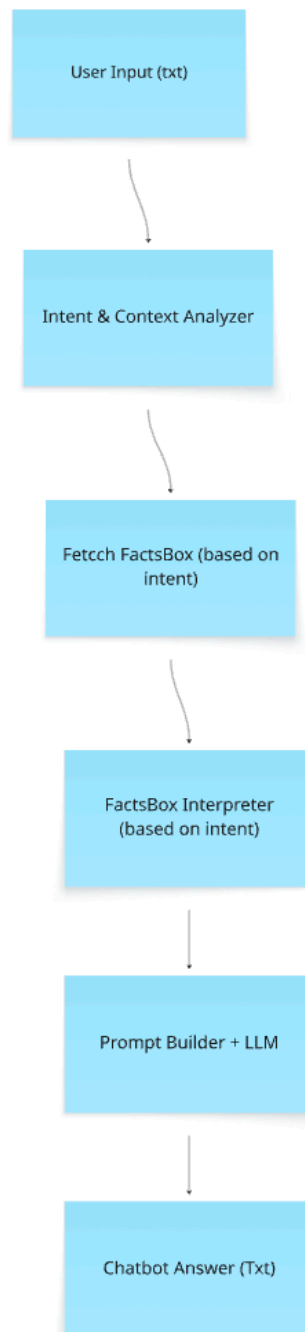 User Input (txt)
Intent & Context Analyzer
Fetcch FactsBox (based on
intent)
FactsBox Interpreter
(based on intent)
Prompt Builder + LLM
Chatbot Answer (Txt)